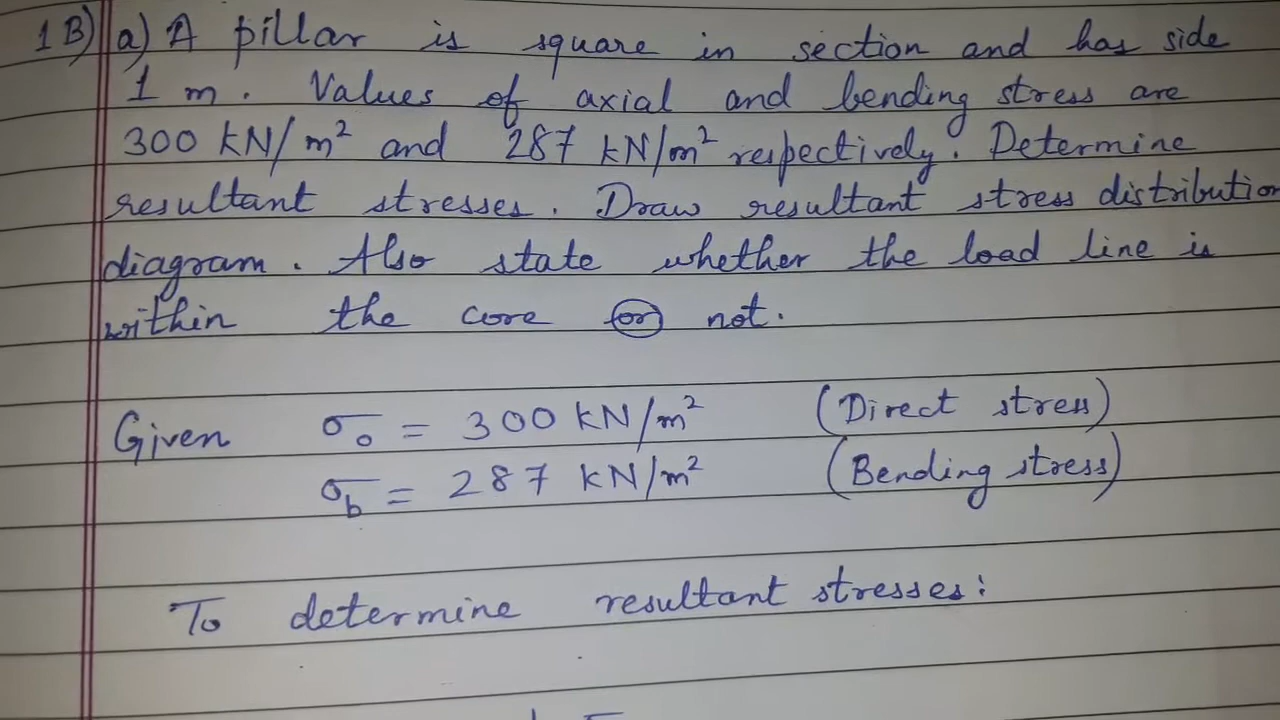 1 B) a) A pillar is square in section and has side
1 m. Values of axial and bending stress are
300 KN/m² and 287 KN/m² respectively. Determine
resultant stresses. Draw resultant stress distribution
diagram. Also state whether the load line is
within the core or not.
Given σo = 300 KN/m² (Direct stress)
σb = 287 KN/m² (Bending stress)
To determine resultant stresses: